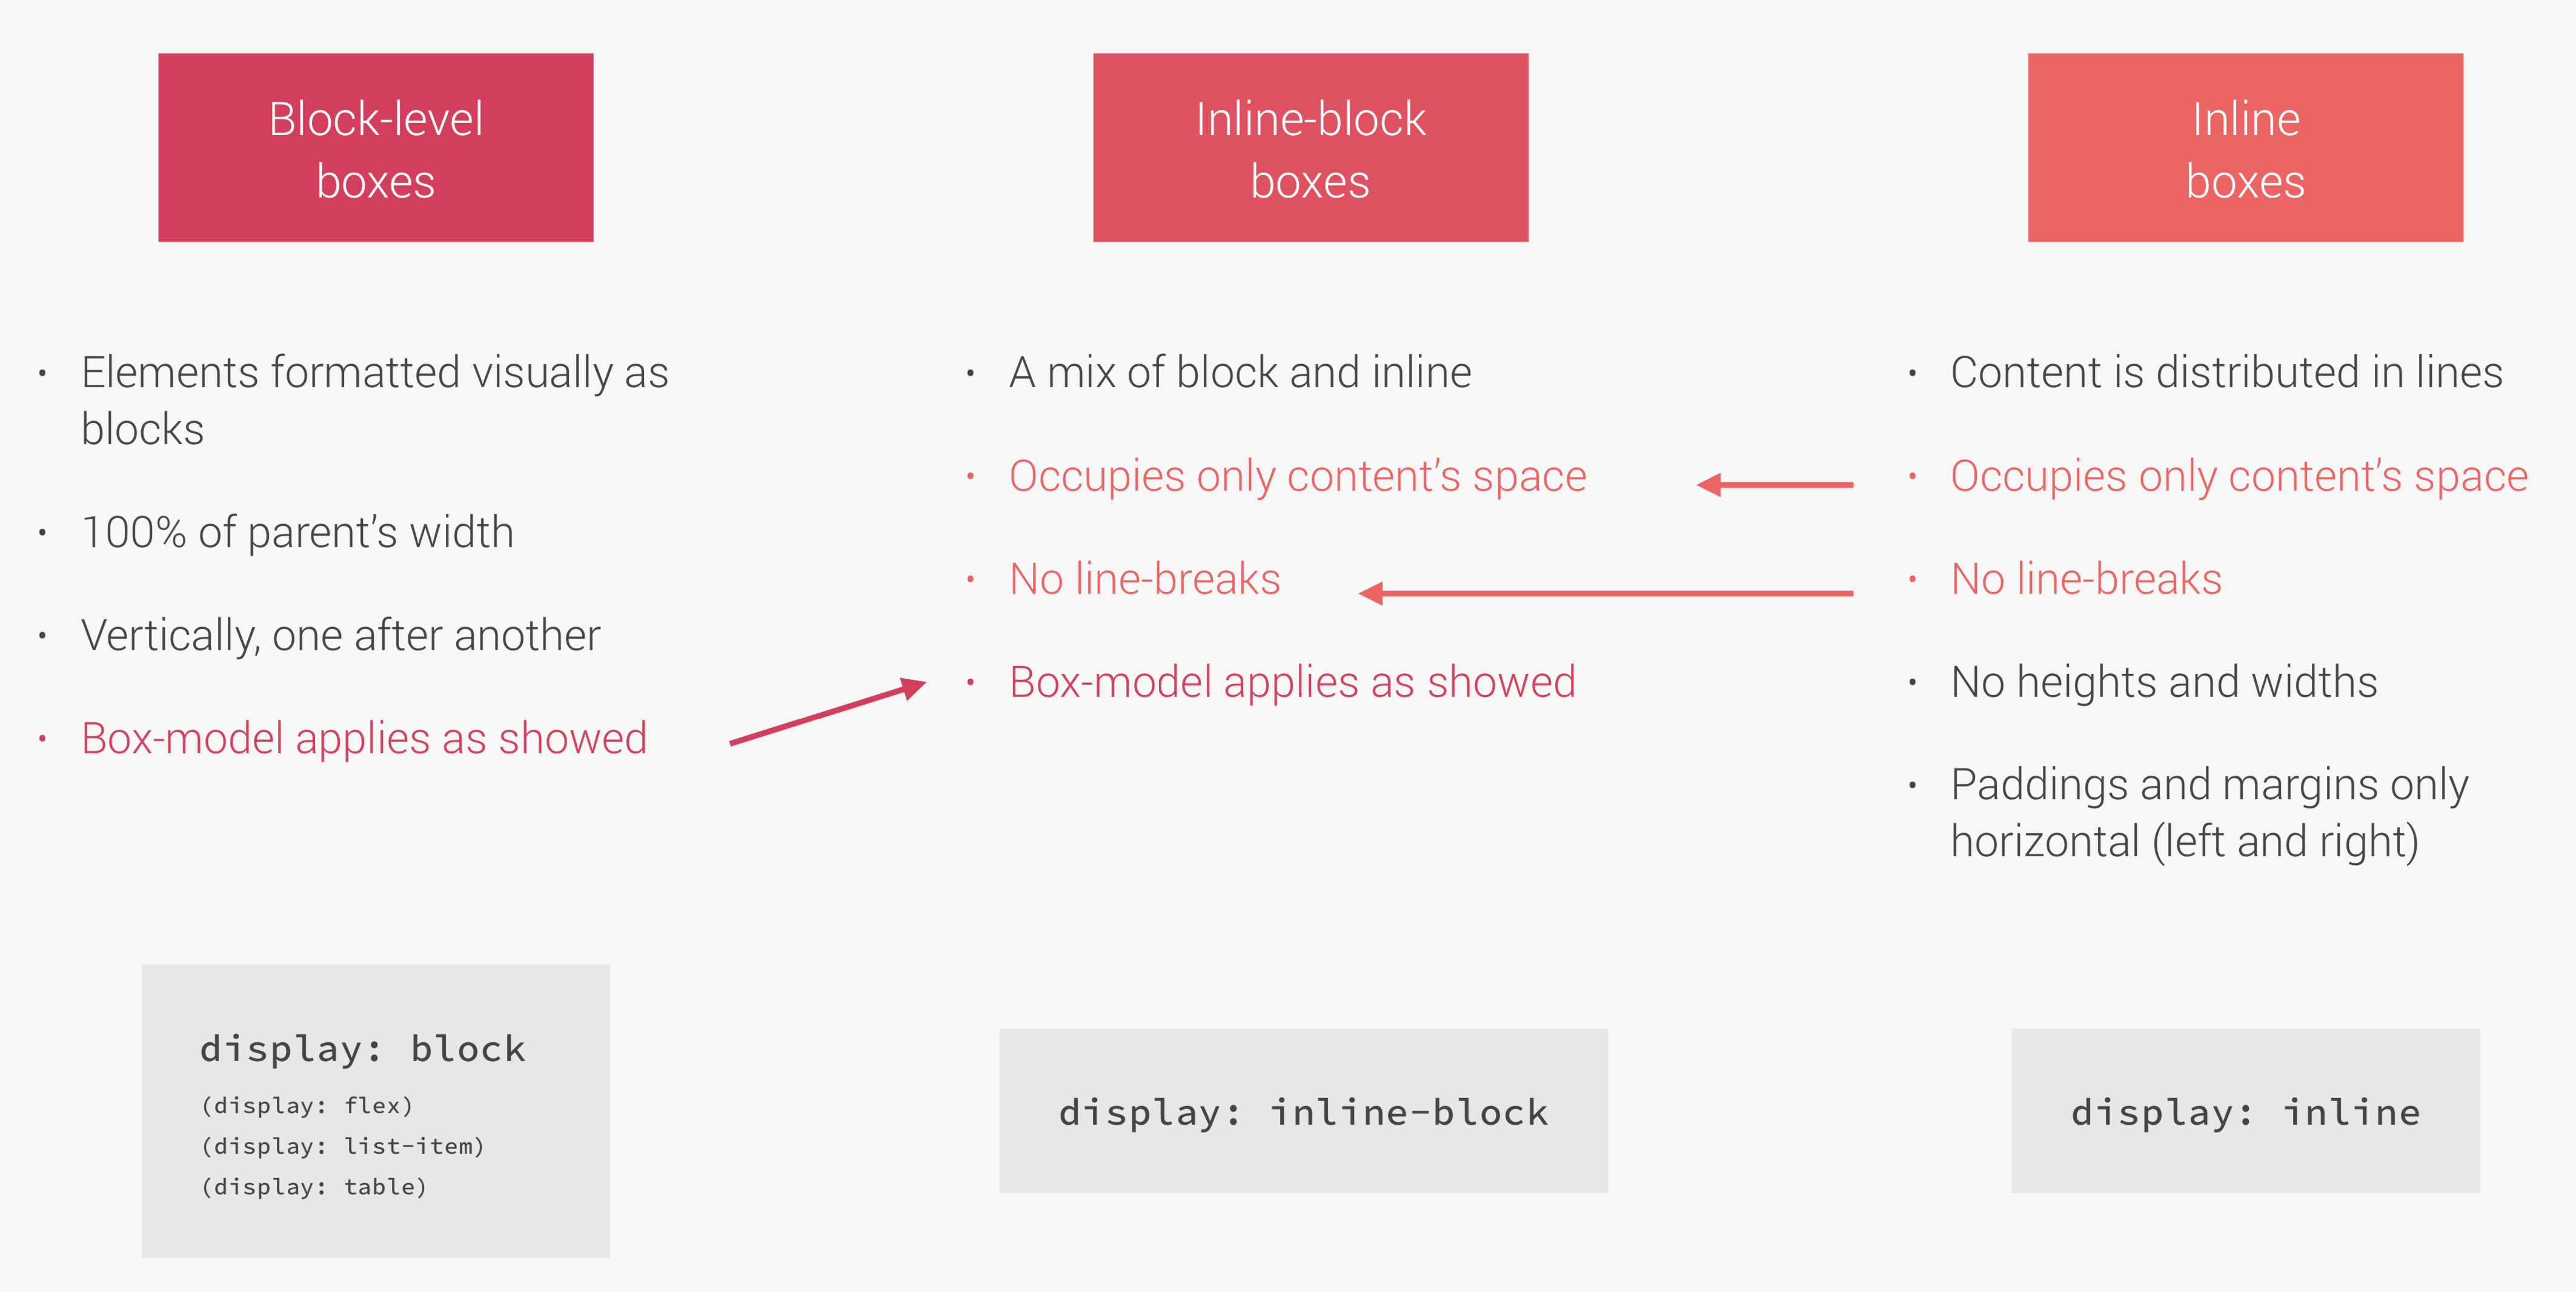 Block-level
boxes
• Elements formatted visually as
blocks
• 100% of parent’s width
• Vertically, one after another
• Box-model applies as showed
display: block
(display: flex)
(display: list-item)
(display: table)
Inline-block
boxes
• A mix of block and inline
• Occupies only content’s space
• No line-breaks
• Box-model applies as showed
display: inline-block
Inline
boxes
• Content is distributed in lines
• Occupies only content’s space
• No line-breaks
• No heights and widths
• Paddings and margins only
horizontal (left and right)
display: inline